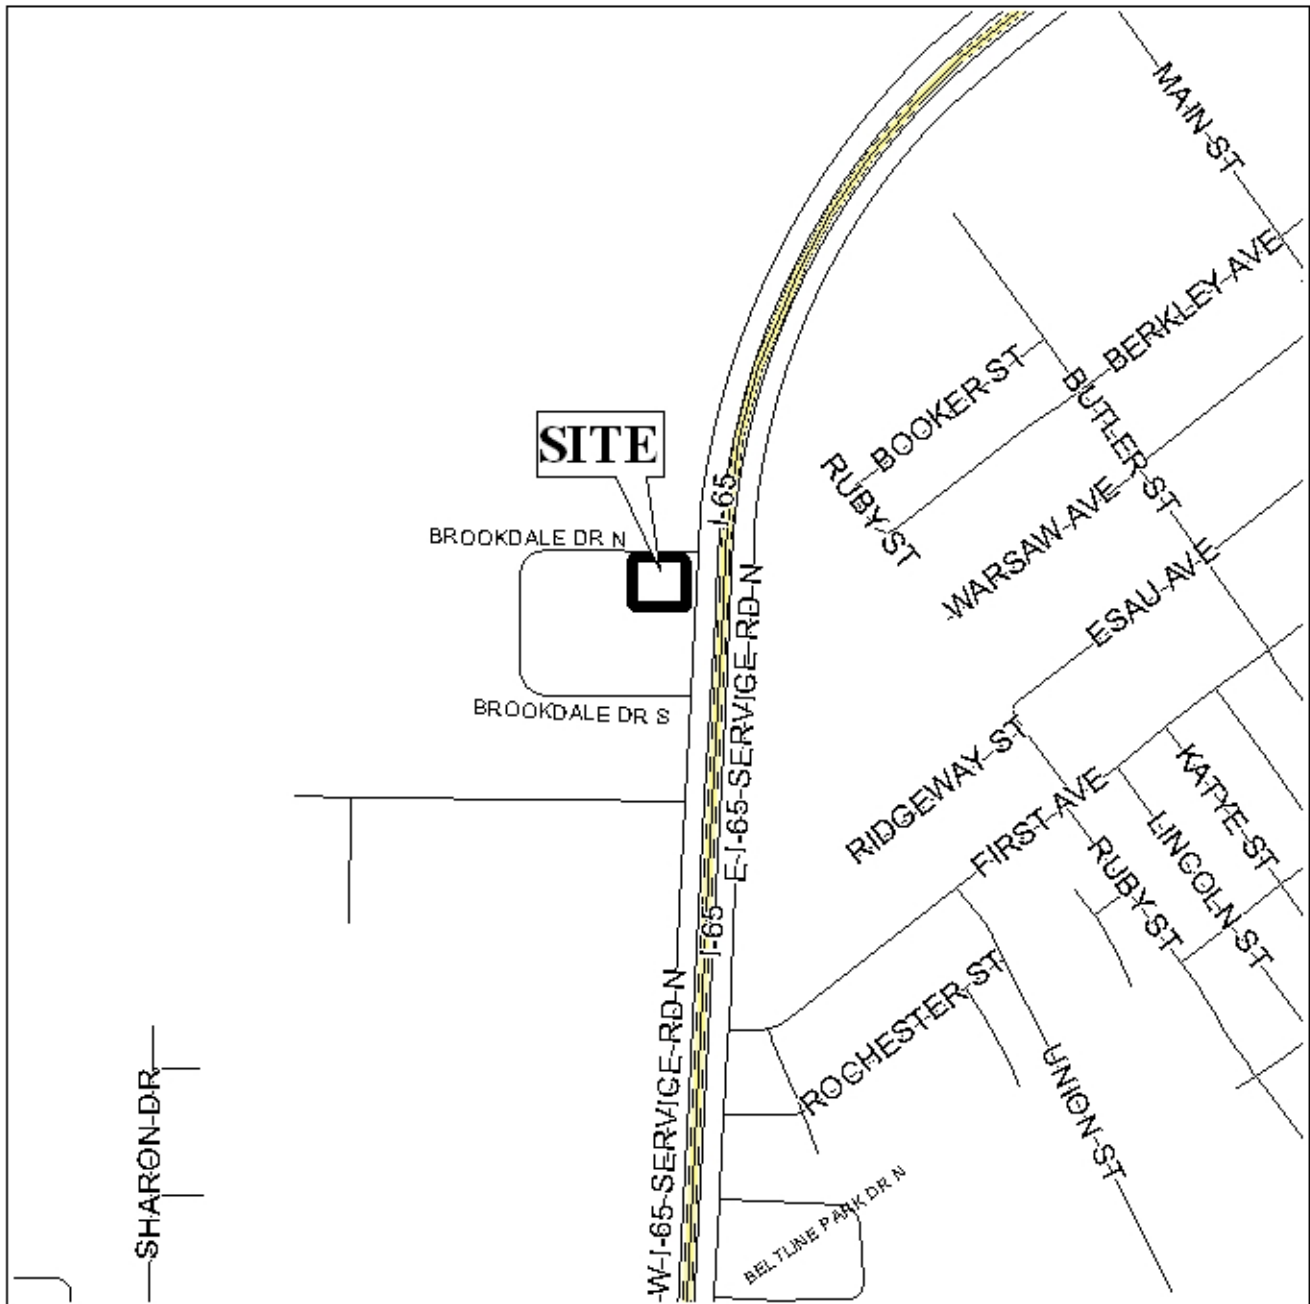 MAIN ST
BERKLEY AVE
BOOKER ST
BUTLER ST
SITE
RUBY ST
I-65
WARSAW AVE
BROOKDALE DR N
ESAU AVE
E-I-65-SERVICE-RD-N
BROOKDALE DR S
RIDGEWAY ST
KATYE ST
FIRST AVE
LINCOLN ST
RUBY ST
I-65
ROCHESTER ST
W-I-65-SERVICE-RD-N
UNION ST
SHARON DR
BELTLINE PARK DR N